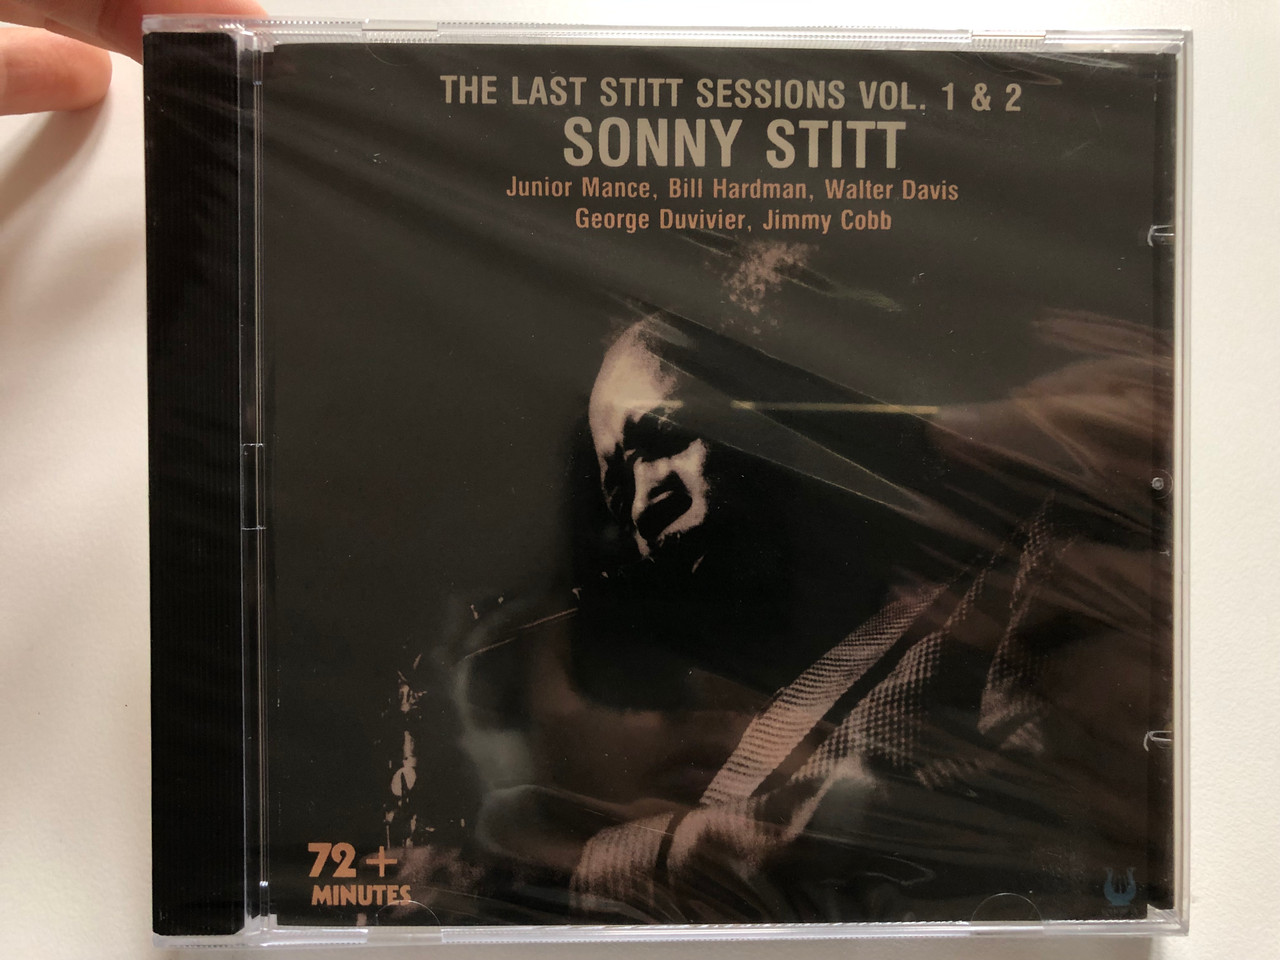 THE LAST STITT SESSIONS VOL. 1 & 2
SONNY STITT
Junior Mance, Bill Hardman, Walter Davis
George Duvivier, Jimmy Cobb
72 +
MINUTES